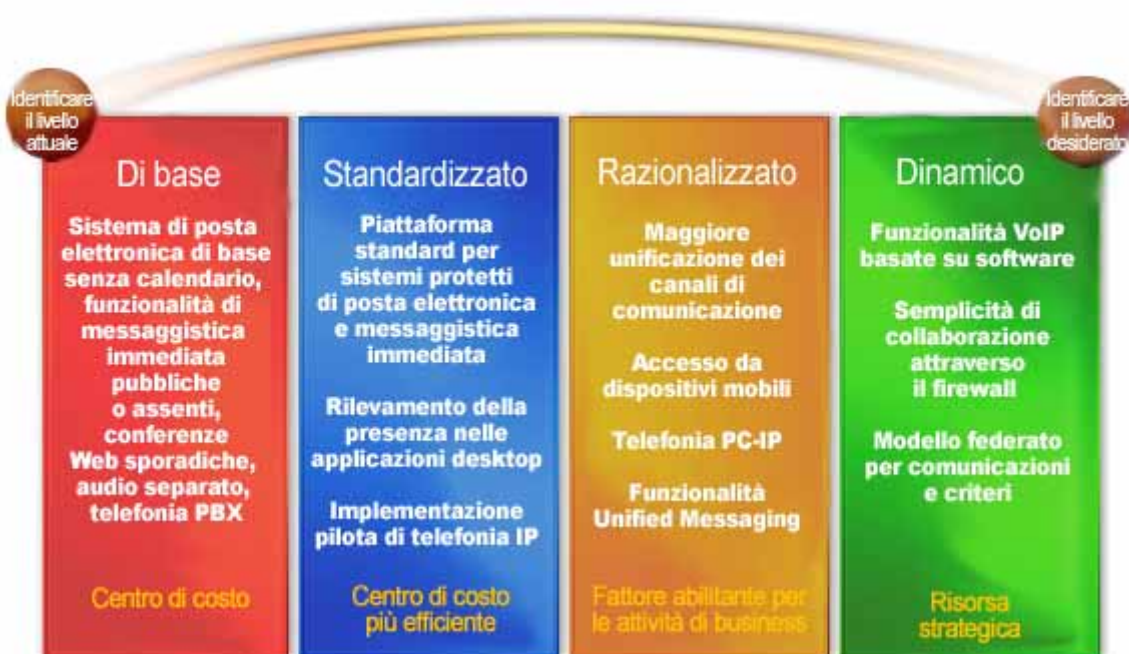 Identificare
il livello
attuale
Identificare
il livello
desiderato
Di base
Sistema di posta
elettronica di base
senza calendario,
funzionalità di
messaggistica
immediata
pubbliche
o assenti,
conferenze
Web sporadiche,
audio separato,
telefonia PBX
Centro di costo
Standardizzato
Piattaforma
standard per
sistemi protetti
di posta elettronica
e messaggistica
immediata
Rilevamento della
presenza nelle
applicazioni desktop
Implementazione
pilota di telefonia IP
Centro di costo
più efficiente
Razionalizzato
Maggiore
unificazione dei
canali di
comunicazione
Accesso da
dispositivi mobili
Telefonia PC-IP
Funzionalità
Unified Messaging
Fattore abilitante per
le attività di business
Dinamico
Funzionalità VoIP
basate su software
Semplicità di
collaborazione
attraverso
il firewall
Modello federato
per comunicazioni
e criteri
Risorsa
strategica